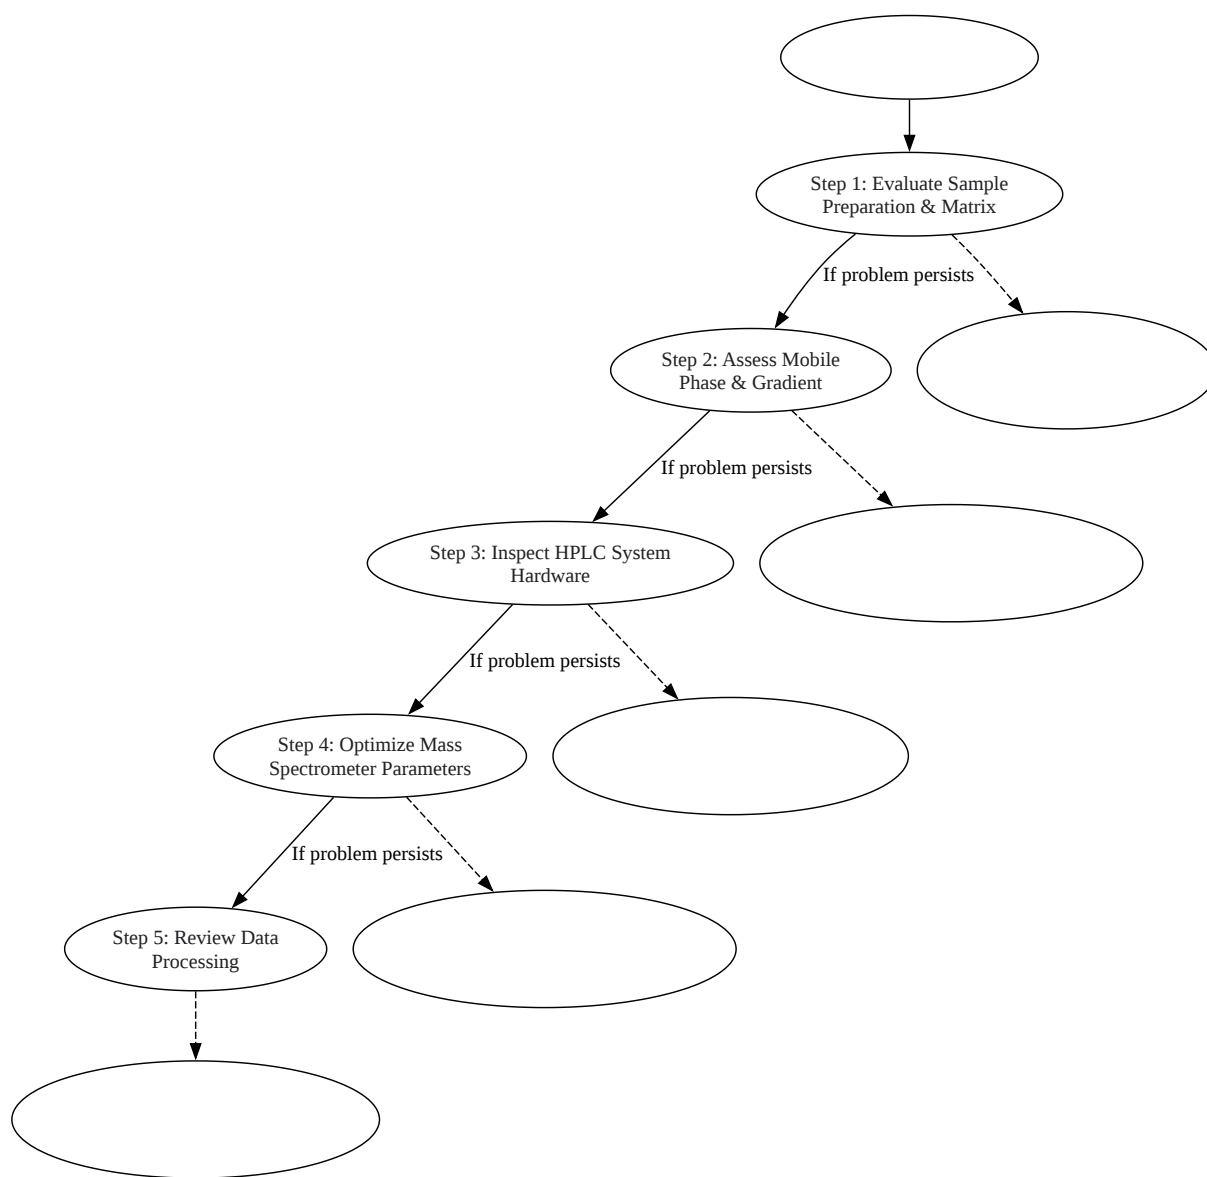 Step 1: Evaluate Sample
Preparation & Matrix
If problem persists
Step 2: Assess Mobile
Phase & Gradient
If problem persists
Step 3: Inspect HPLC System
Hardware
If problem persists
Step 4: Optimize Mass
Spectrometer Parameters
If problem persists
Step 5: Review Data
Processing